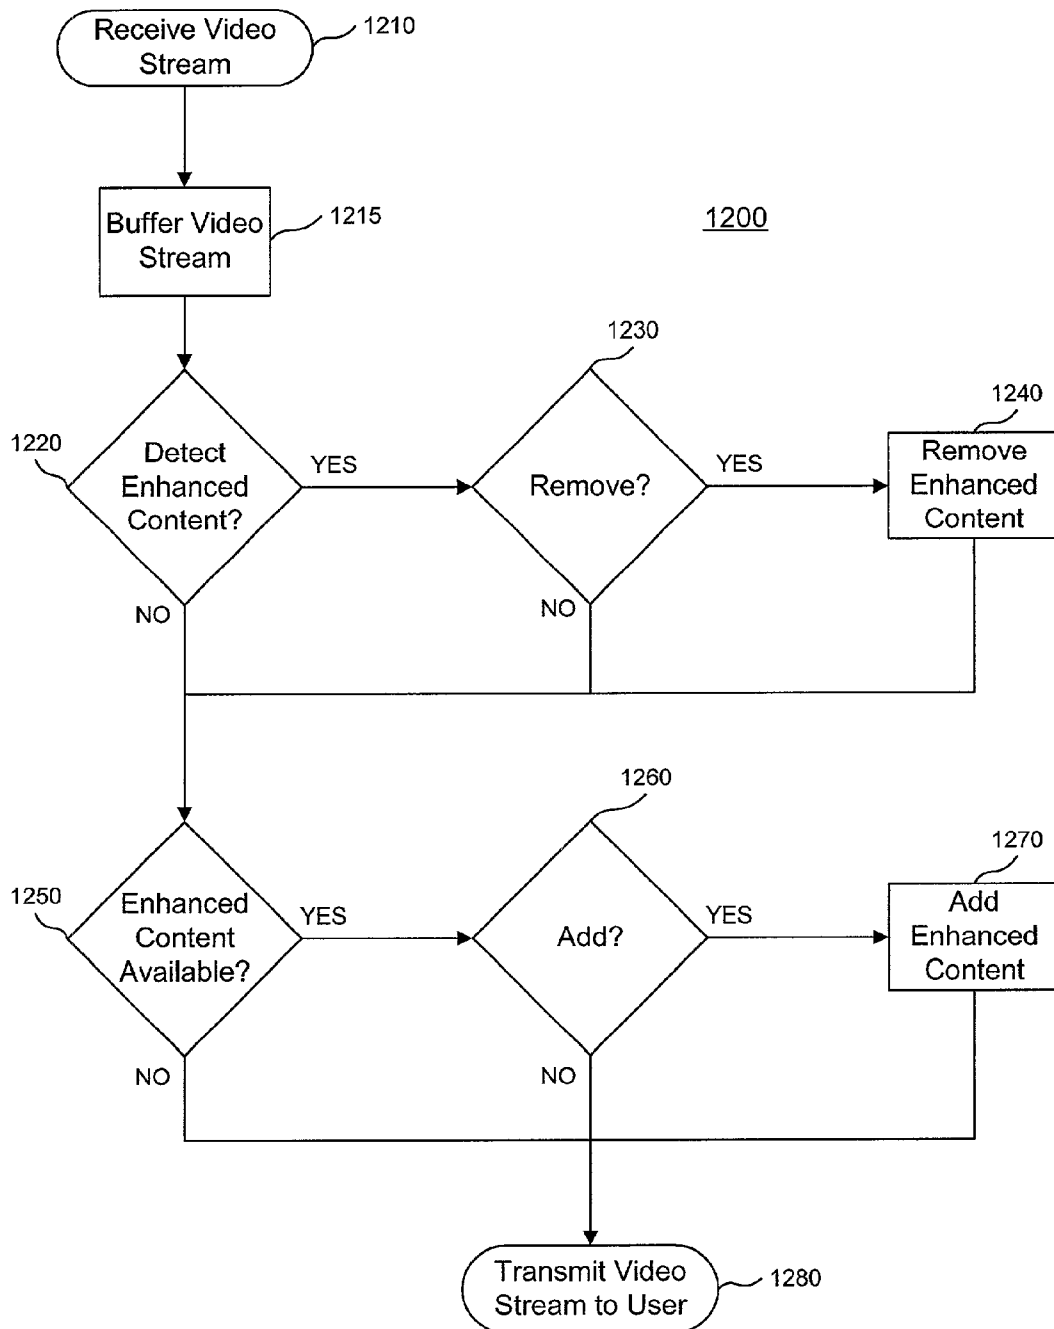 Receive Video
Stream
1210
Buffer Video
Stream
1215
1200
1220
Detect
Enhanced
Content?
YES
NO
1230
Remove?
YES
NO
1240
Remove
Enhanced
Content
1250
Enhanced
Content
Available?
YES
NO
1260
Add?
YES
NO
1270
Add
Enhanced
Content
Transmit Video
Stream to User
1280